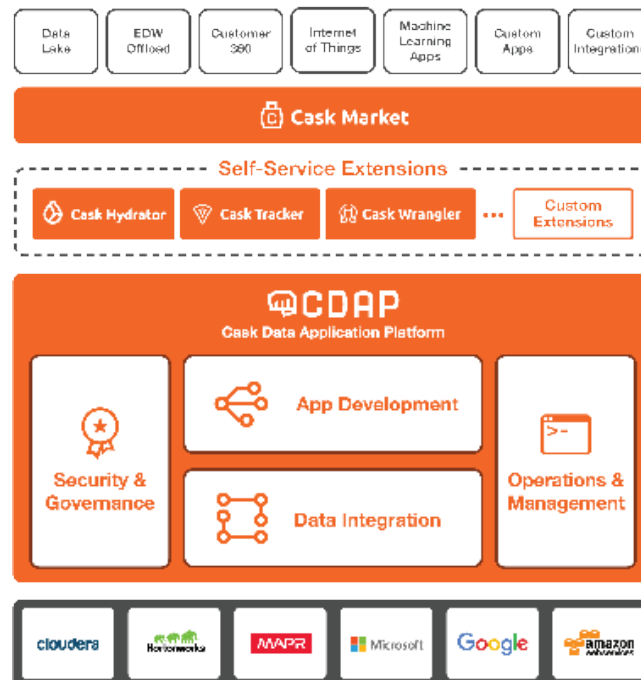 Data
Lake
EDW
Offload
Customer
360
Internet
of Things
Machine
Learning
Apps
Custom
Apps
Custom
Integration
Cask Market
Self-Service Extensions
Cask Hydrator
Cask Tracker
Cask Wrangler
...
Custom
Extensions
CDAP
Cask Data Application Platform
Security &
Governance
App Development
Data Integration
>-
Operations &
Management
cloudera
Hortonworks
MAPR
Microsoft
Google
amazon
webservices